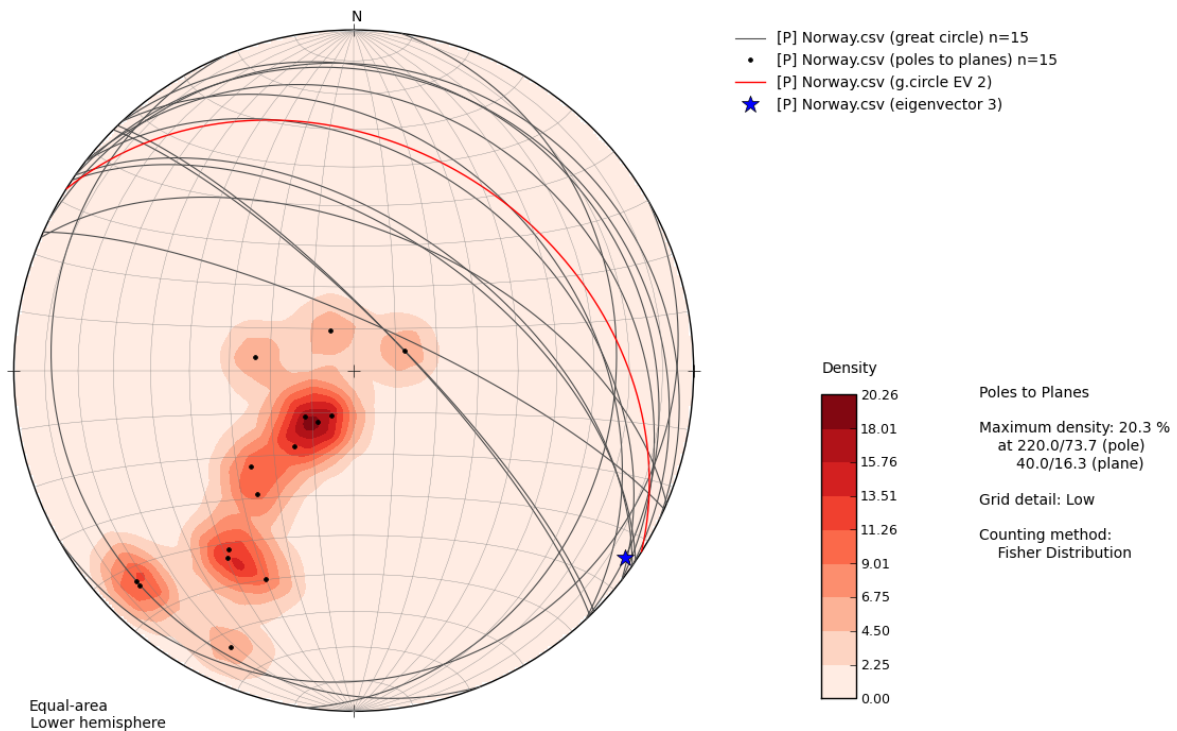 N
[P] Norway.csv (great circle) n=15
[P] Norway.csv (poles to planes) n=15
[P] Norway.csv (g.circle EV 2)
[P] Norway.csv (eigenvector 3)
Density
20.26
18.01
15.76
13.51
11.26
9.01
6.75
4.50
2.25
0.00
Poles to Planes
Maximum density: 20.3 %
at 220.0/73.7 (pole)
40.0/16.3 (plane)
Grid detail: Low
Counting method:
Fisher Distribution
Equal-area
Lower hemisphere